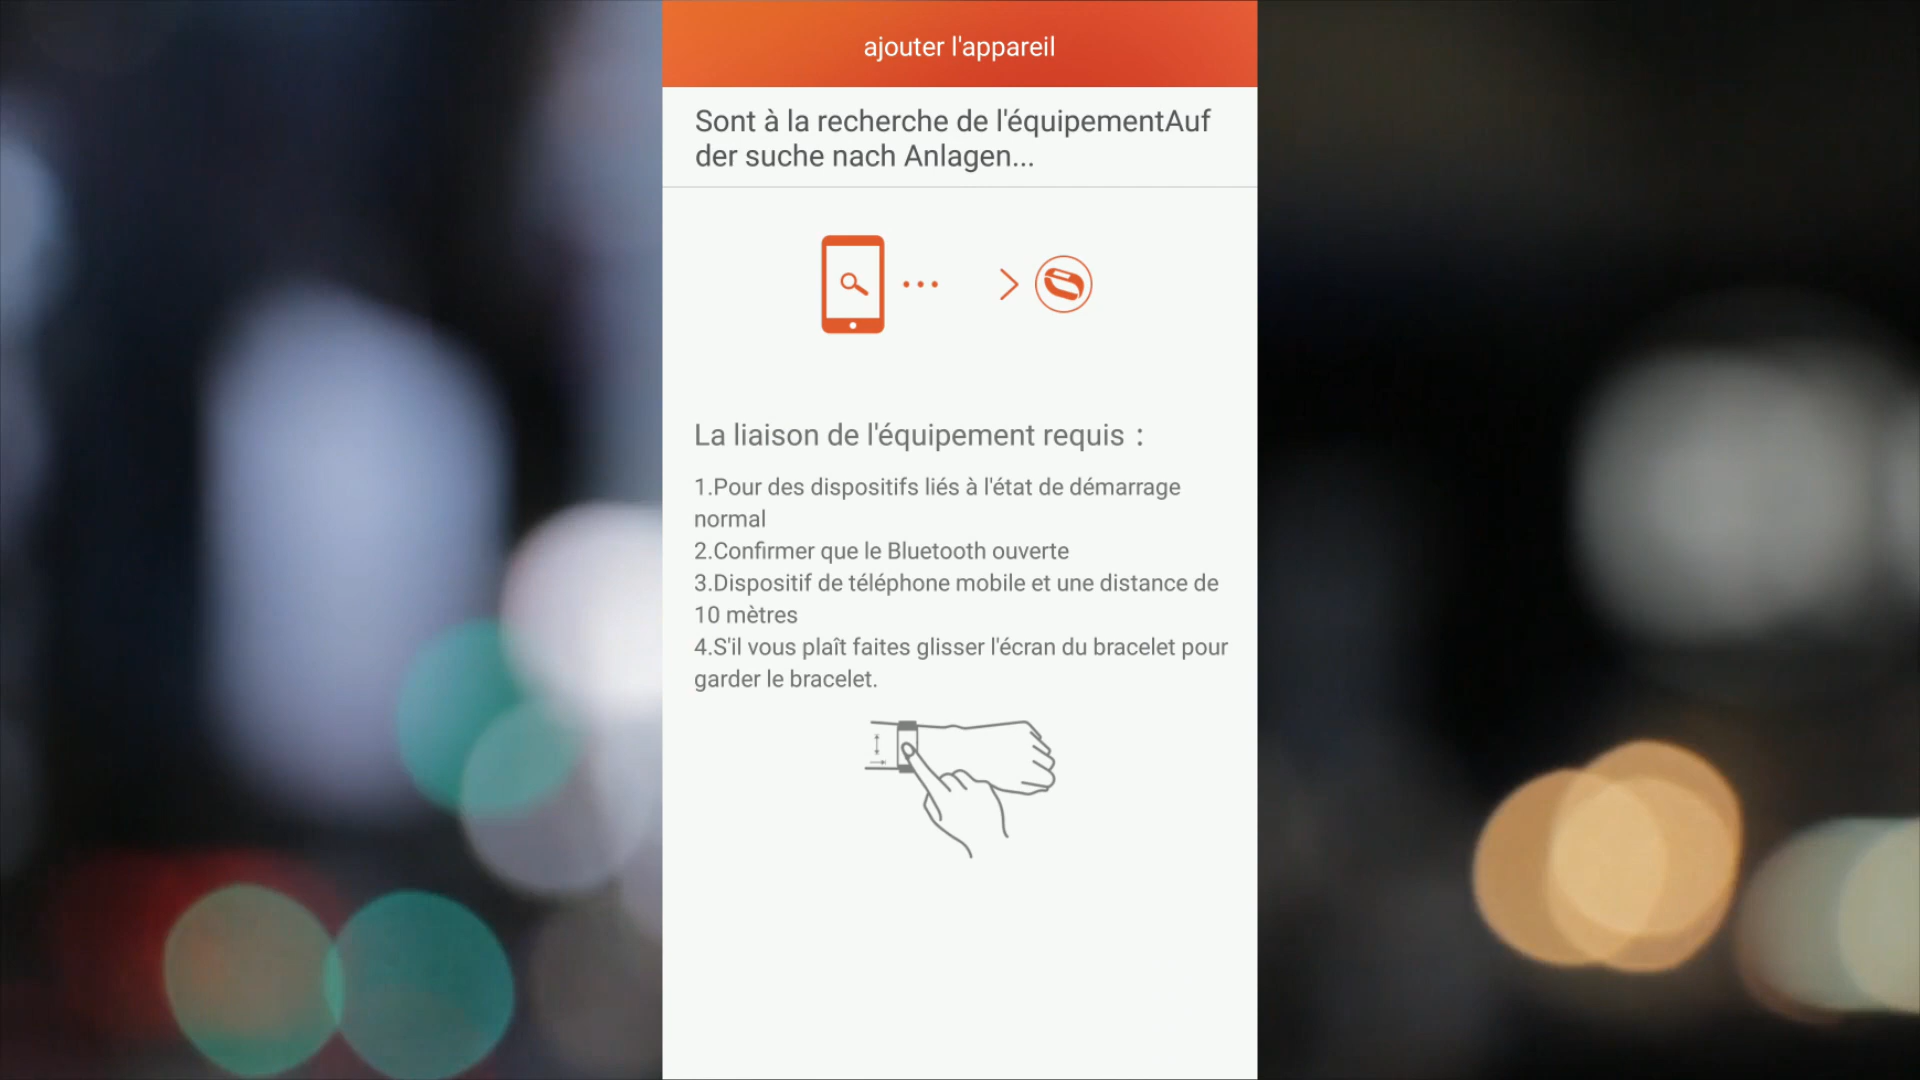 ajouter l'appareil
Sont à la recherche de l'équipementAuf
der suche nach Anlagen...
La liaison de l'équipement requis：
1.Pour des dispositifs liés à l'état de démarrage
normal
2.Confirmer que le Bluetooth ouverte
3.Dispositif de téléphone mobile et une distance de
10 mètres
4.S'il vous plaît faites glisser l'écran du bracelet pour
garder le bracelet.